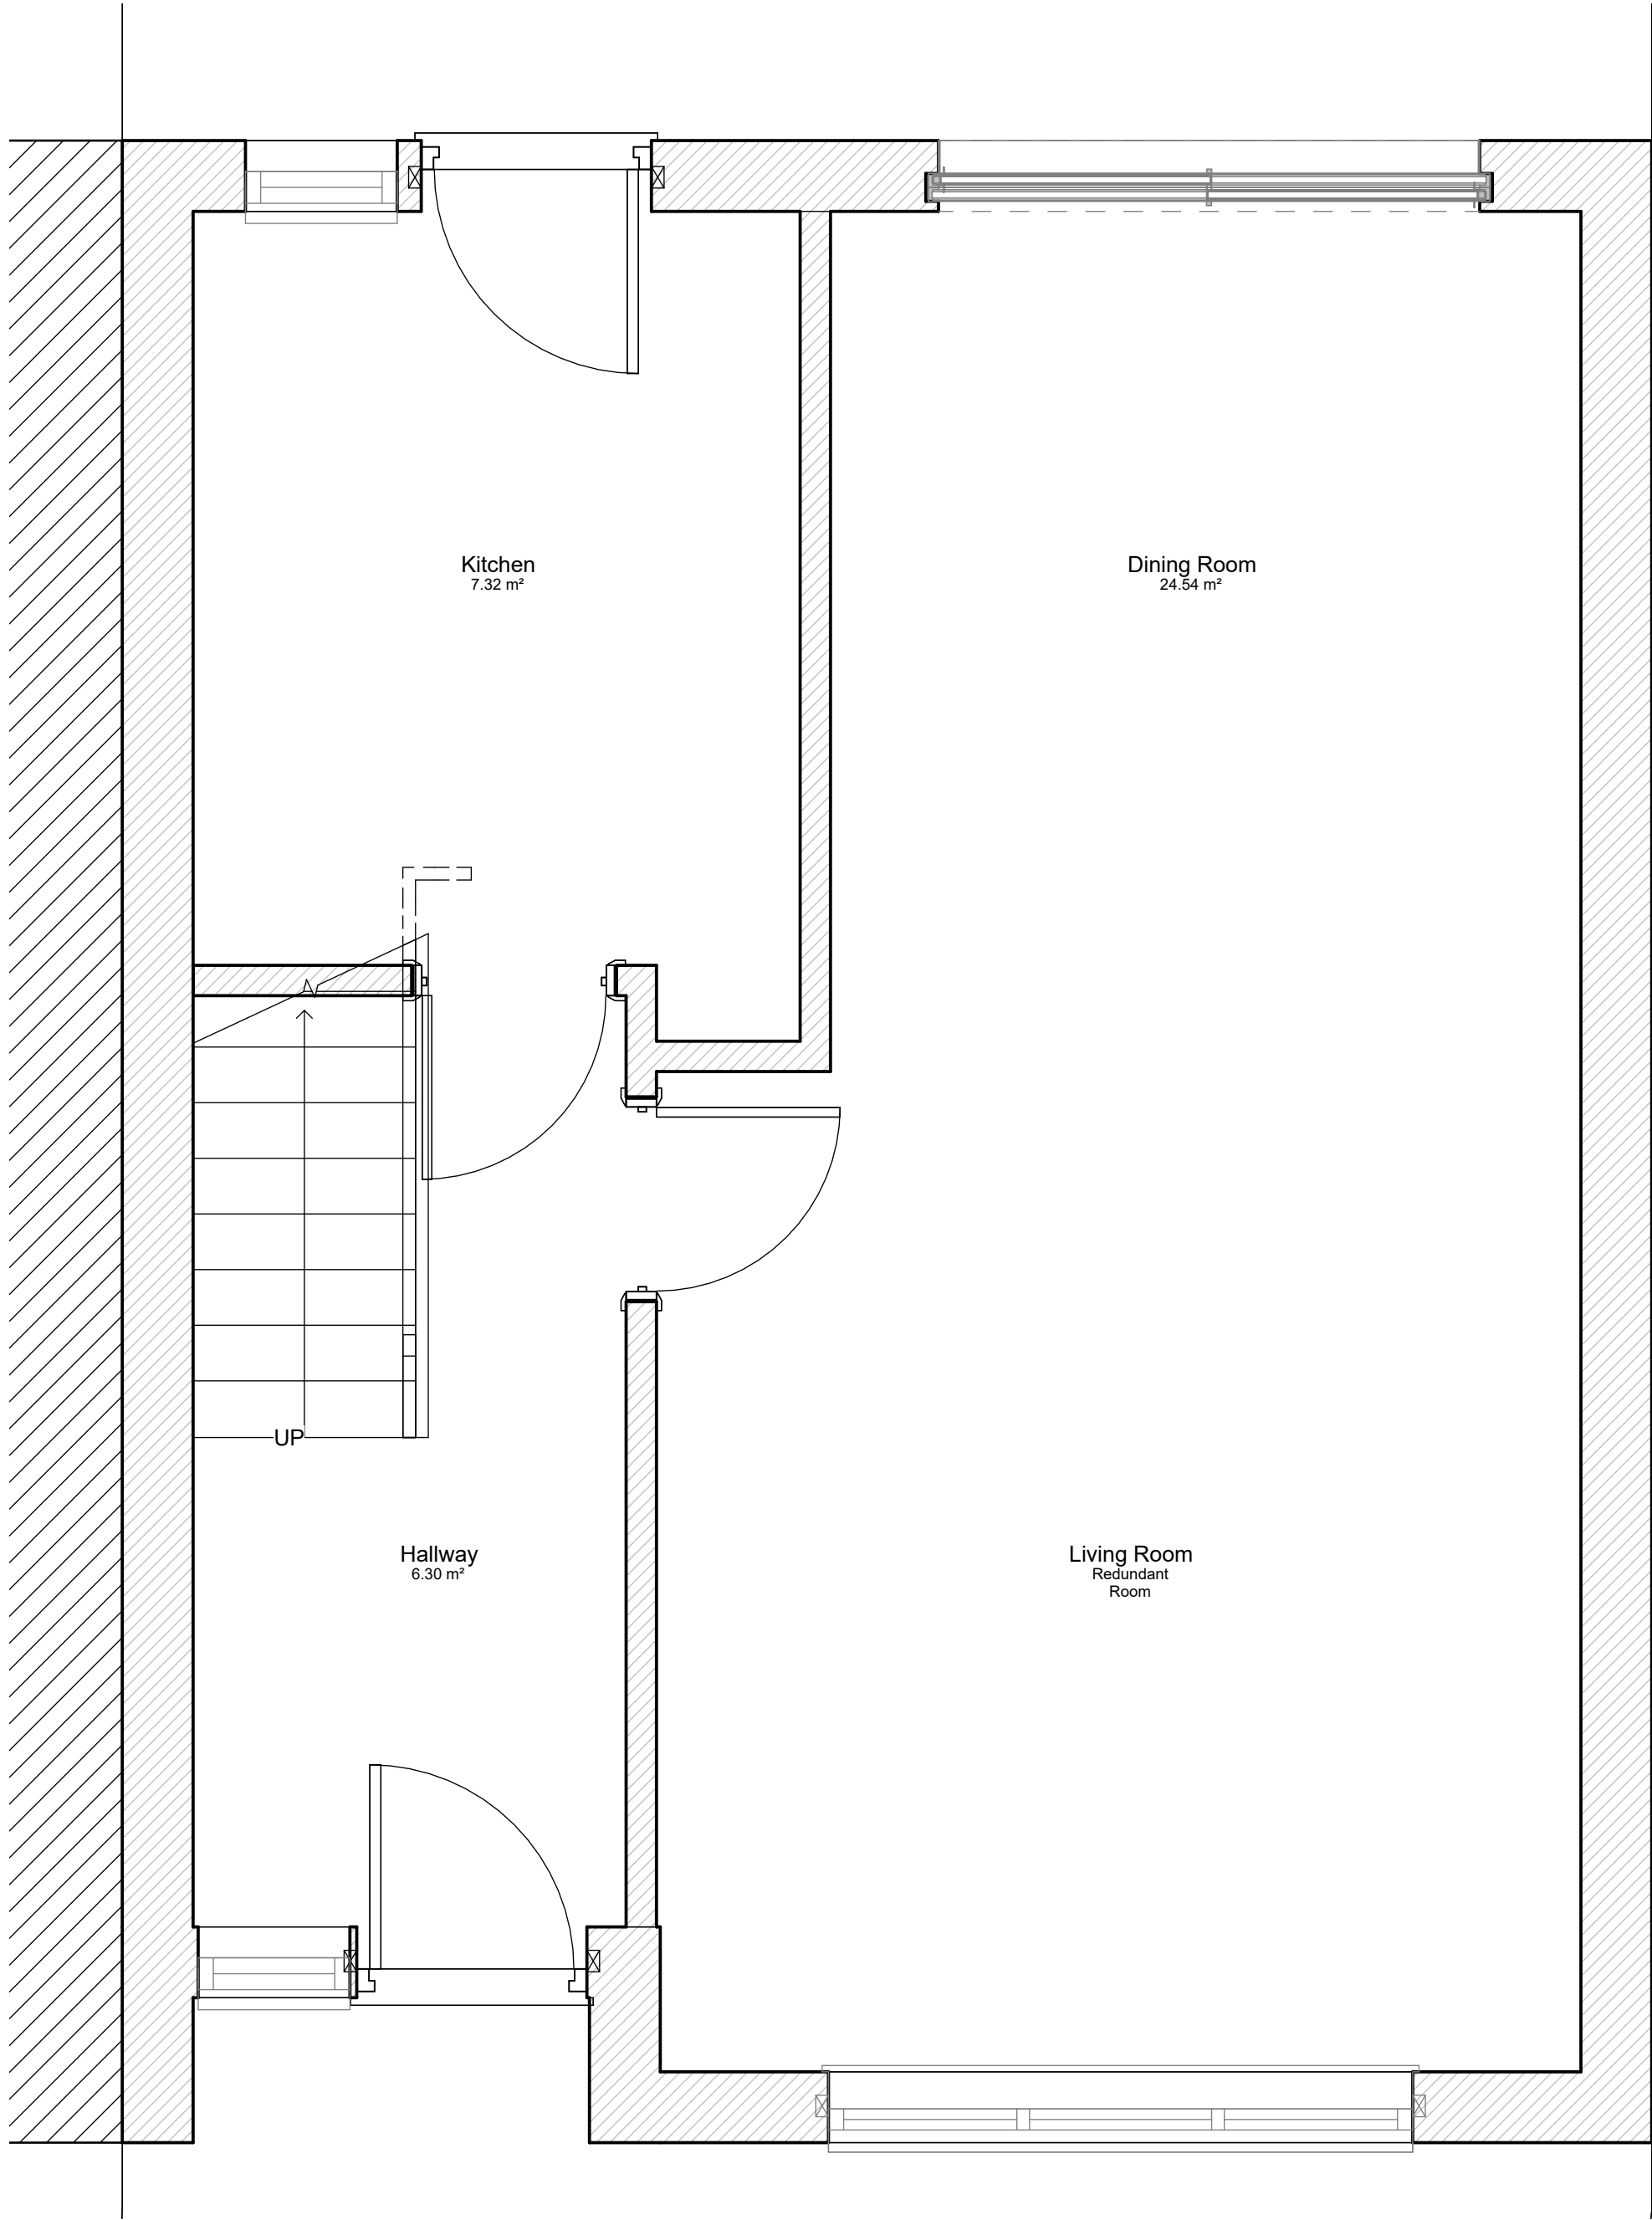 Kitchen
7.32 m²
Dining Room
24.54 m²
UP
Hallway
6.30 m²
Living Room
Redundant
Room